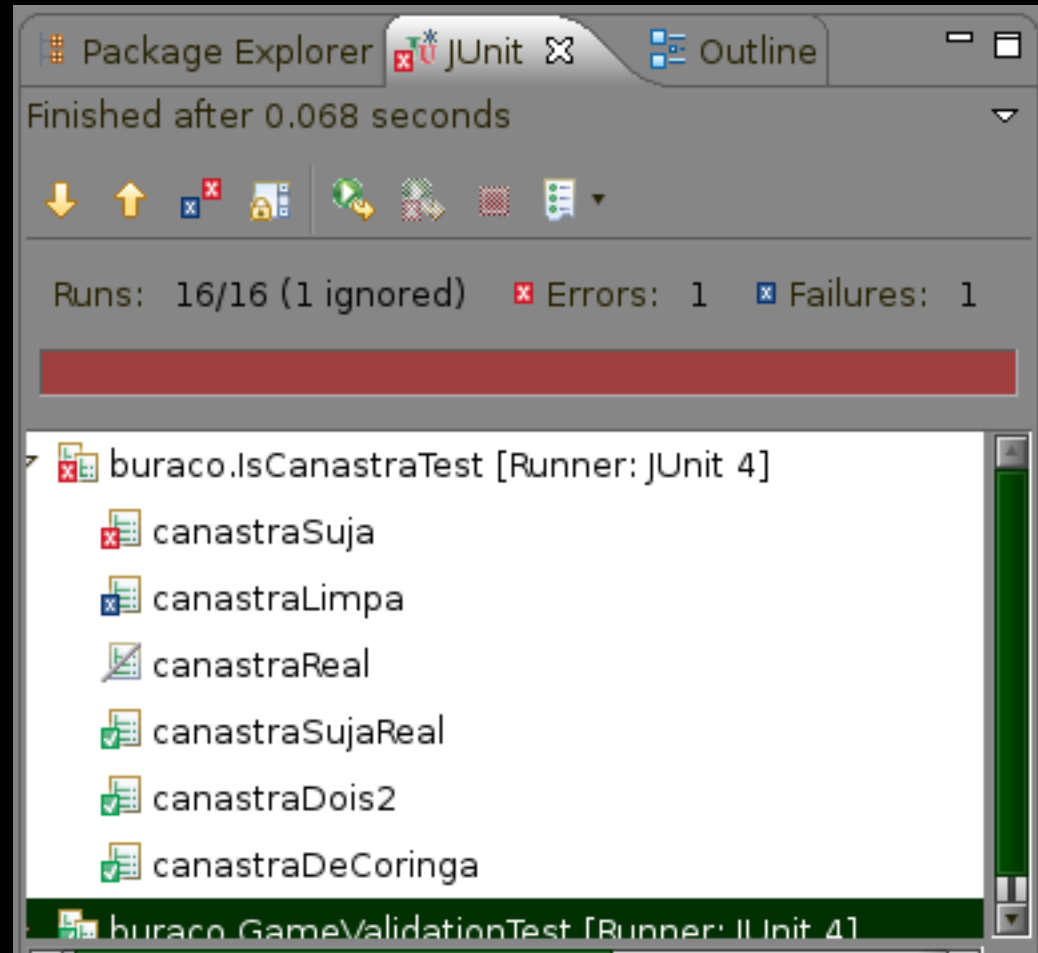 Package Explorer JUnit Outline
Finished after 0.068 seconds
Runs: 16/16 (1 ignored) Errors: 1 Failures: 1
buraco.IsCanastraTest [Runner: JUnit 4]
canastraSuja
canastraLimpa
canastraReal
canastraSujaReal
canastraDois2
canastraDeCoringa
buraco.GameValidationTest [Runner: JUnit 4]